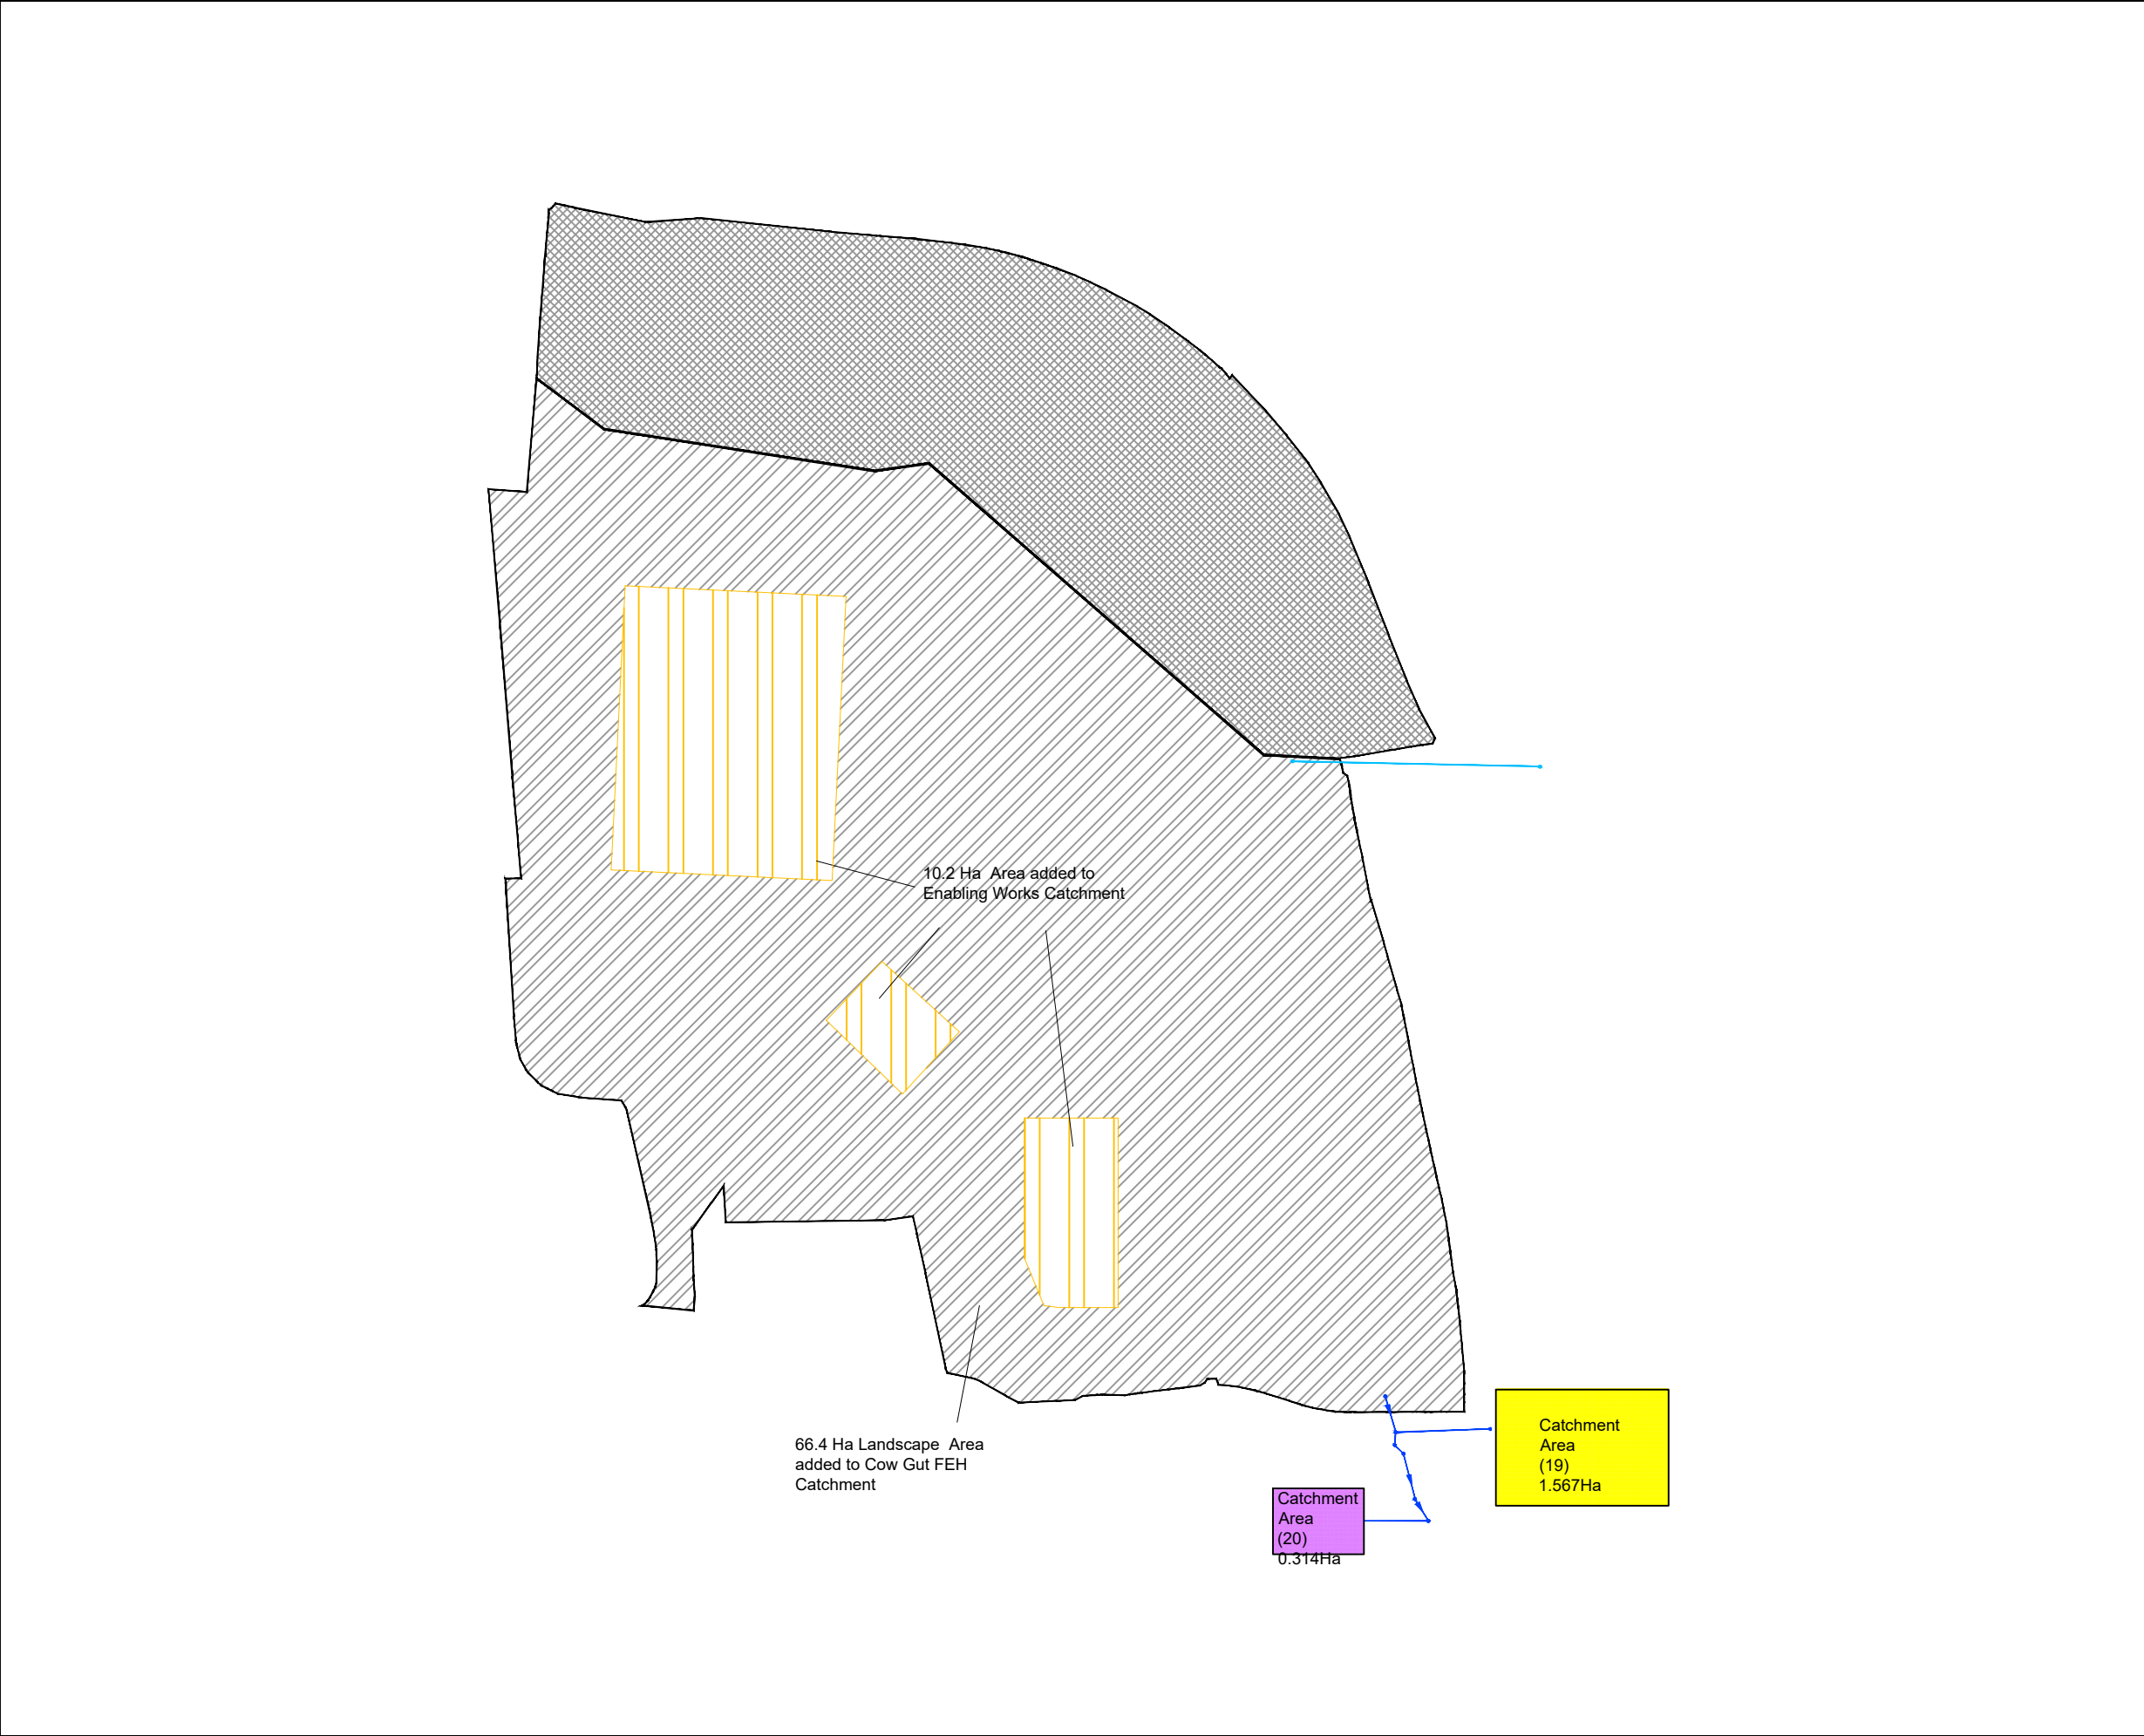 10.2 Ha  Area added to
Enabling Works Catchment
66.4 Ha Landscape  Area
added to Cow Gut FEH
Catchment
Catchment
Area
(19)
1.567Ha
Catchment
Area
(20)
0.314Ha